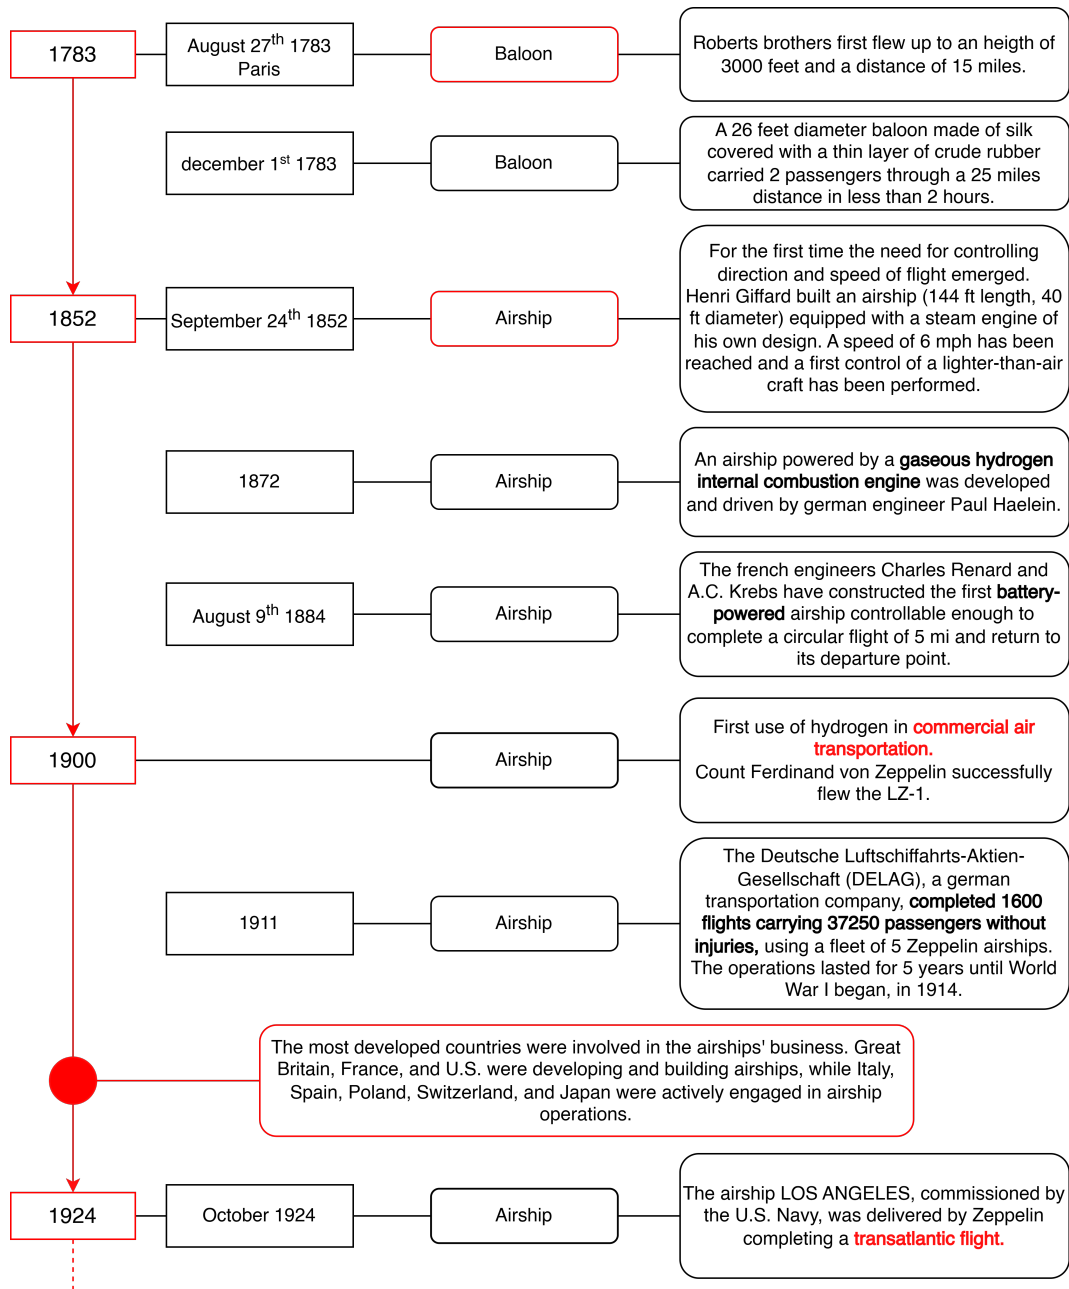 1783
August 27th 1783
Paris
Baloon
Roberts brothers first flew up to an heigth of
3000 feet and a distance of 15 miles.
december 1st 1783
Baloon
A 26 feet diameter baloon made of silk
covered with a thin layer of crude rubber
carried 2 passengers through a 25 miles
distance in less than 2 hours.
1852
September 24th 1852
Airship
For the first time the need for controlling
direction and speed of flight emerged.
Henri Giffard built an airship (144 ft length, 40
ft diameter) equipped with a steam engine of
his own design. A speed of 6 mph has been
reached and a first control of a lighter-than-air
craft has been performed.
1872
Airship
An airship powered by a gaseous hydrogen
internal combustion engine was developed
and driven by german engineer Paul Haelein.
August 9th 1884
Airship
The french engineers Charles Renard and
A.C. Krebs have constructed the first battery-
powered airship controllable enough to
complete a circular flight of 5 mi and return to
its departure point.
1900
Airship
First use of hydrogen in commercial air
transportation.
Count Ferdinand von Zeppelin successfully
flew the LZ-1.
1911
Airship
The Deutsche Luftschiffahrts-Aktien-
Gesellschaft (DELAG), a german
transportation company, completed 1600
flights carrying 37250 passengers without
injuries, using a fleet of 5 Zeppelin airships.
The operations lasted for 5 years until World
War I began, in 1914.
The most developed countries were involved in the airships' business. Great
Britain, France, and U.S. were developing and building airships, while Italy,
Spain, Poland, Switzerland, and Japan were actively engaged in airship
operations.
1924
October 1924
Airship
The airship LOS ANGELES, commissioned by
the U.S. Navy, was delivered by Zeppelin
completing a transatlantic flight.